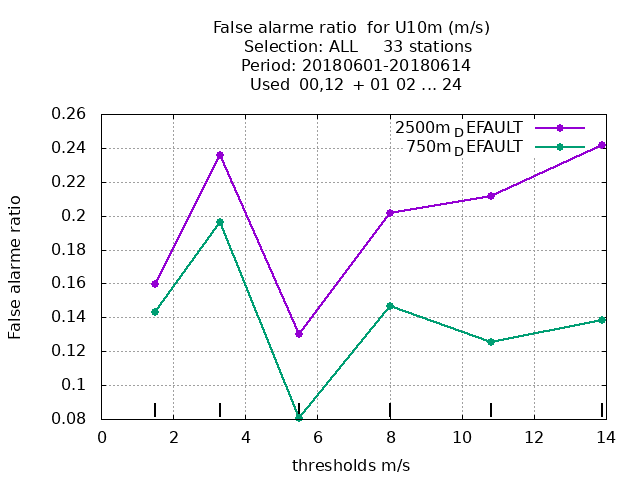 False alarme ratio  for U10m (m/s)
Selection: ALL     33 stations
Period: 20180601-20180614
Used  00,12  + 01 02 ... 24
2500m_DEFAULT
750m_DEFAULT
False alarme ratio
0.26
0.24
0.22
0.2
0.18
0.16
0.14
0.12
0.1
0.08
0 2 4 6 8 10 12 14
thresholds m/s